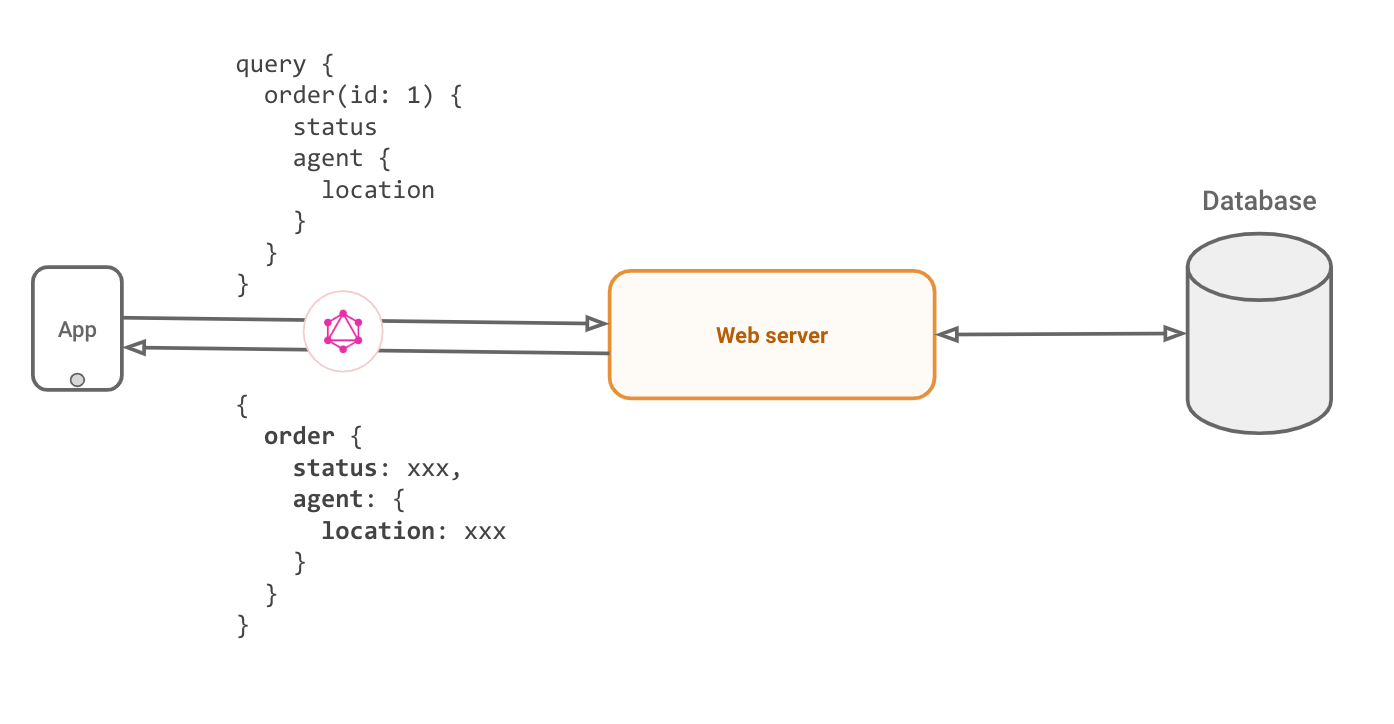 query {
  order(id: 1) {
    status
    agent {
      location
    }
  }
}
App
Web server
Database
{
  order {
    status: xxx,
    agent: {
      location: xxx
    }
  }
}